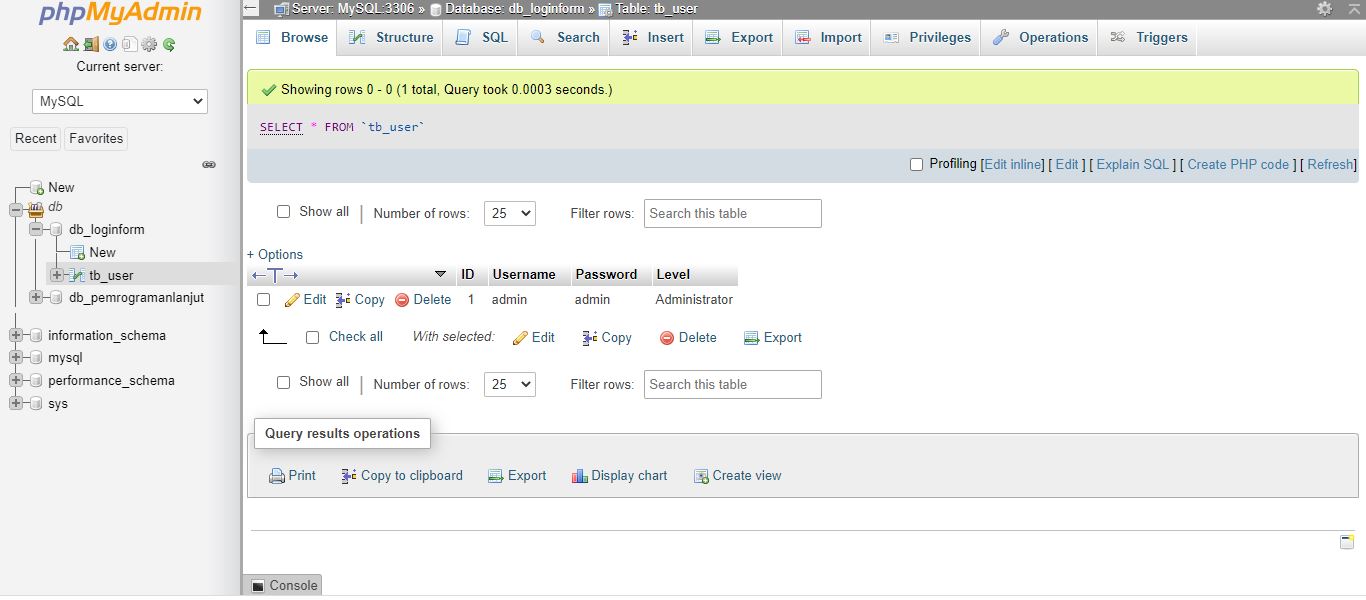 phpMyAdmin
Current server:
MySQL
Recent Favorites
New
db
db_loginform
New
tb_user
db_pemrogramanlanjut
information_schema
mysql
performance_schema
sys
Server: MySQL:3306 » Database: db_loginform » Table: tb_user
Browse Structure SQL Search Insert Export Import Privileges Operations Triggers
Showing rows 0 - 0 (1 total, Query took 0.0003 seconds.)
SELECT * FROM `tb_user`
Profiling [Edit inline] [ Edit ] [ Explain SQL ] [ Create PHP code ] [ Refresh]
Show all | Number of rows: 25 Filter rows: Search this table
+ Options
←T→ ID Username Password Level
Edit Copy Delete 1 admin admin Administrator
Check all With selected: Edit Copy Delete Export
Show all | Number of rows: 25 Filter rows: Search this table
Query results operations
Print Copy to clipboard Export Display chart Create view
Console